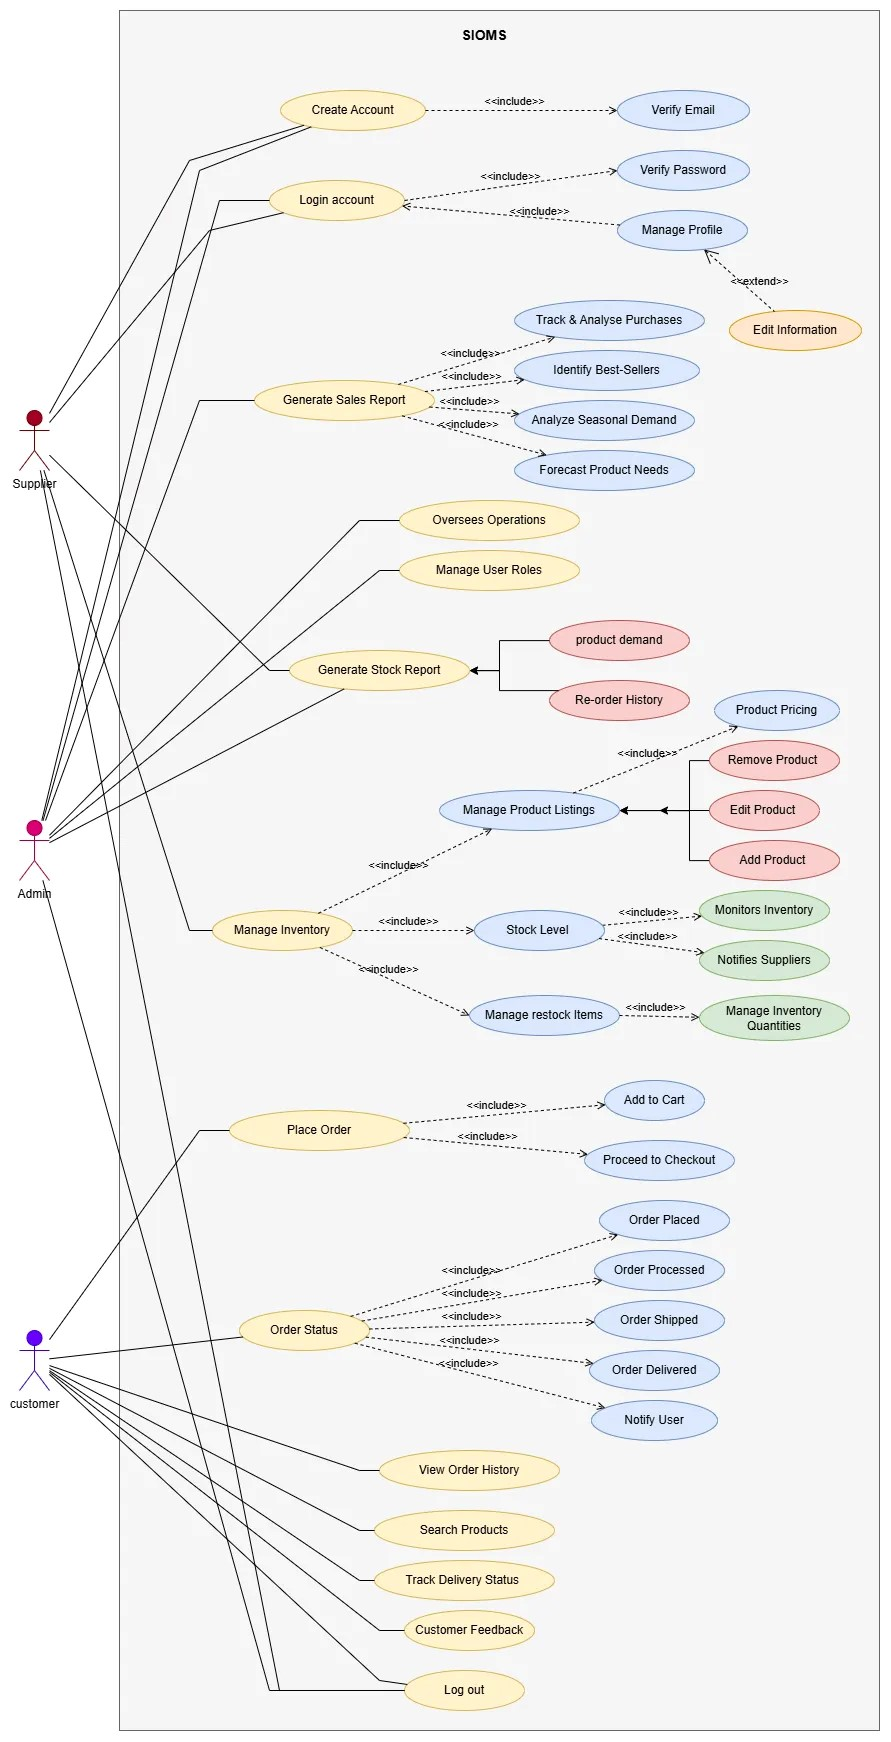 SIOMS
Create Account
<<include>>
Verify Email
Login account
<<include>>
Verify Password
<<include>>
Manage Profile
<<extend>>
Edit Information
Generate Sales Report
<<include>>
Track & Analyse Purchases
<<include>>
Identify Best-Sellers
<<include>>
Analyze Seasonal Demand
<<include>>
Forecast Product Needs
Supplier
Oversees Operations
Manage User Roles
Generate Stock Report
product demand
Re-order History
Product Pricing
<<include>>
Remove Product
Manage Product Listings
Edit Product
Add Product
Admin
<<include>>
Manage Inventory
<<include>>
Stock Level
<<include>>
Monitors Inventory
<<include>>
Notifies Suppliers
<<include>>
Manage restock Items
<<include>>
Manage Inventory
Quantities
Place Order
<<include>>
Add to Cart
<<include>>
Proceed to Checkout
Order Placed
<<include>>
Order Processed
<<include>>
Order Status
<<include>>
Order Shipped
<<include>>
Order Delivered
<<include>>
Notify User
customer
View Order History
Search Products
Track Delivery Status
Customer Feedback
Log out